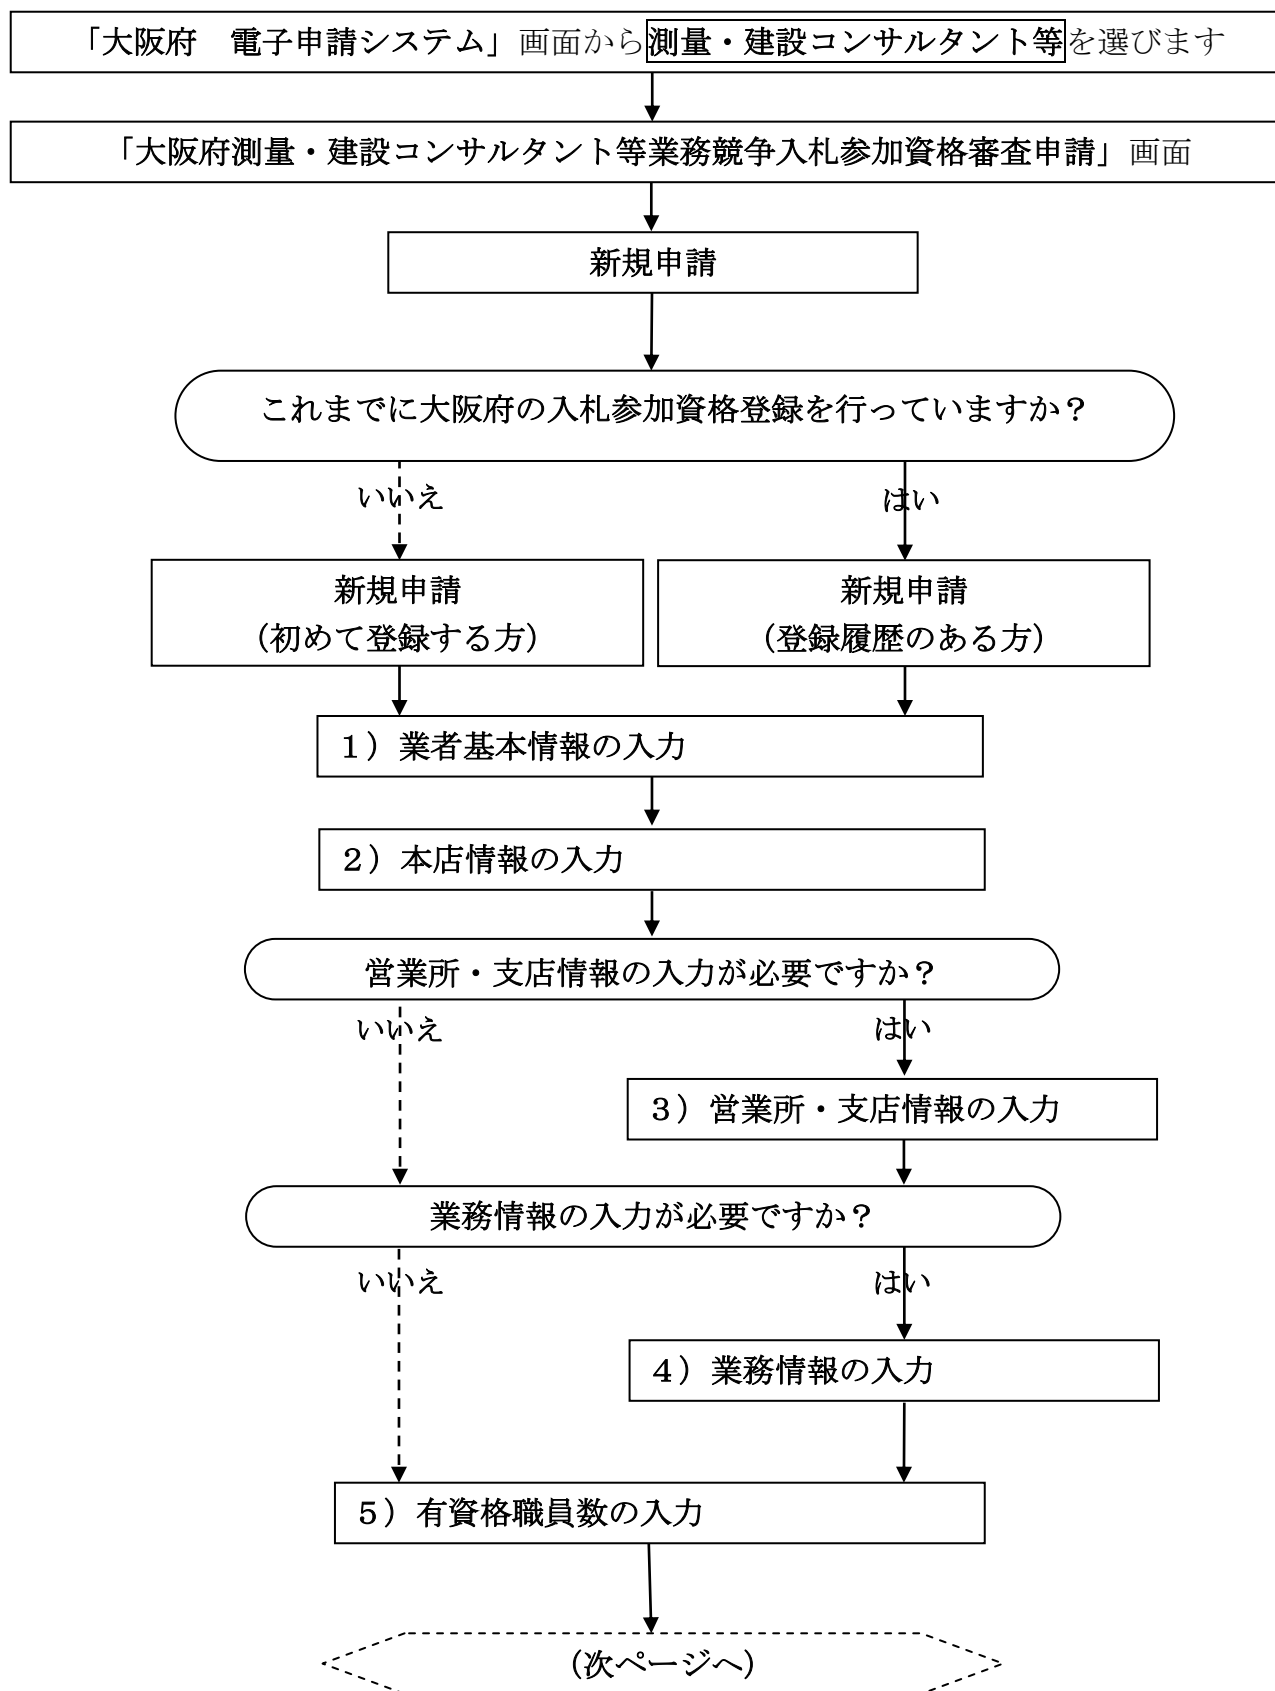 「大阪府　電子申請システム」画面から測量・建設コンサルタント等を選びます
「大阪府測量・建設コンサルタント等業務競争入札参加資格審査申請」画面
新規申請
これまでに大阪府の入札参加資格登録を行っていますか？
いいえ
はい
新規申請
（初めて登録する方）
新規申請
（登録履歴のある方）
１）業者基本情報の入力
２）本店情報の入力
営業所・支店情報の入力が必要ですか？
いいえ
はい
３）営業所・支店情報の入力
業務情報の入力が必要ですか？
いいえ
はい
４）業務情報の入力
５）有資格職員数の入力
（次ページへ）